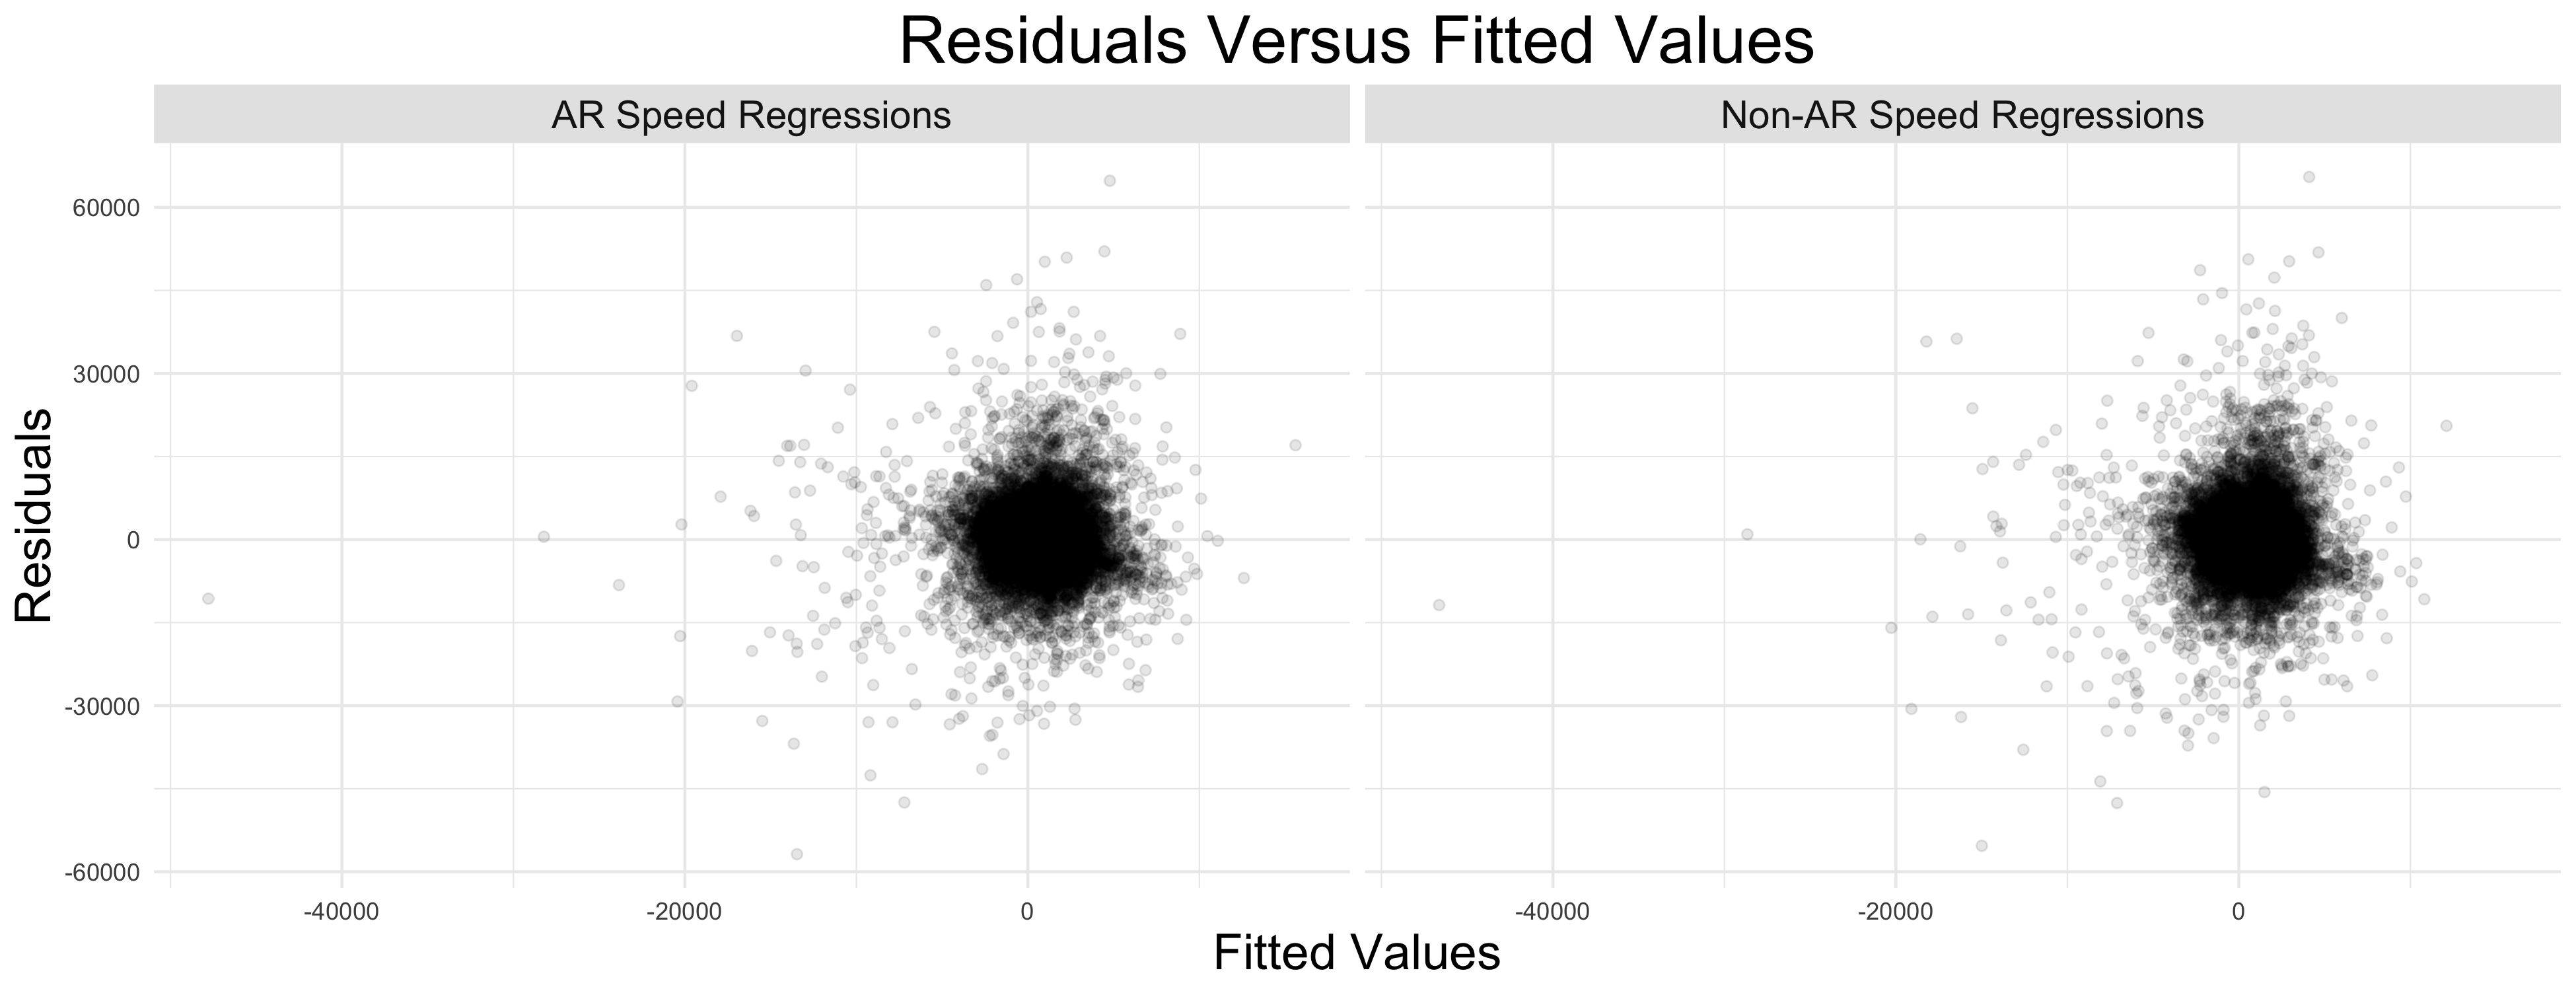 Residuals Versus Fitted Values
AR Speed Regressions
Non-AR Speed Regressions
60000
30000
0
-30000
-60000
Residuals
-40000
-20000
0
-40000
-20000
0
Fitted Values